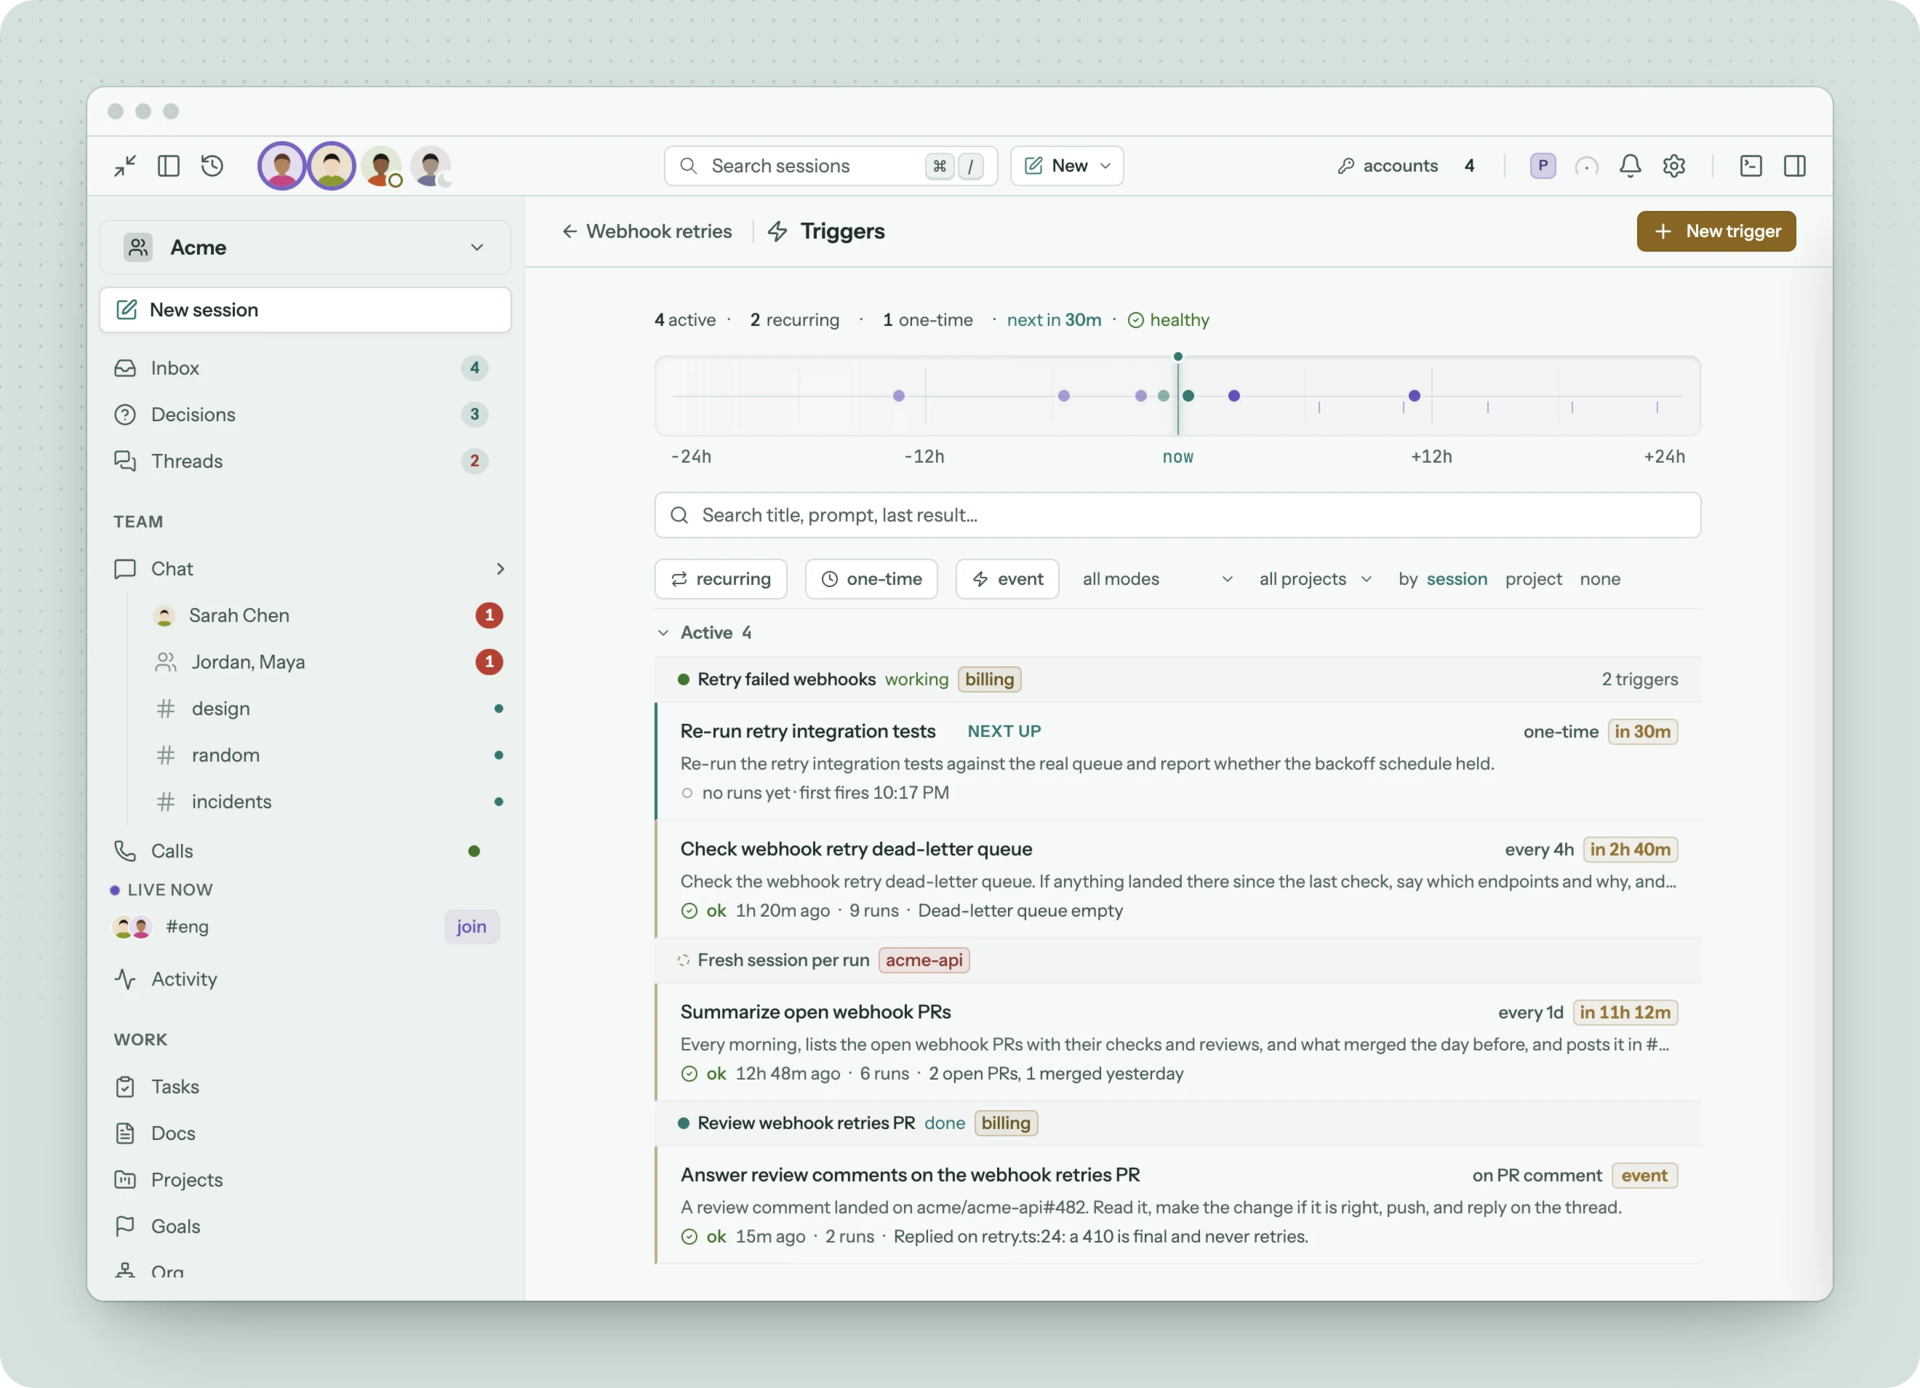 Search sessions ⌘ /
New
accounts 4
P
Acme
New session
Inbox 4
Decisions 3
Threads 2
TEAM
Chat
Sarah Chen 1
Jordan, Maya 1
# design
# random
# incidents
Calls
LIVE NOW
#eng join
Activity
WORK
Tasks
Docs
Projects
Goals
Org
← Webhook retries
Triggers
+ New trigger
4 active · 2 recurring · 1 one-time · next in 30m · healthy
-24h -12h now +12h +24h
Search title, prompt, last result...
recurring one-time event all modes all projects by session project none
Active 4
Retry failed webhooks working billing 2 triggers
Re-run retry integration tests NEXT UP one-time in 30m
Re-run the retry integration tests against the real queue and report whether the backoff schedule held.
no runs yet · first fires 10:17 PM
Check webhook retry dead-letter queue every 4h in 2h 40m
Check the webhook retry dead-letter queue. If anything landed there since the last check, say which endpoints and why, and...
ok 1h 20m ago · 9 runs · Dead-letter queue empty
Fresh session per run acme-api
Summarize open webhook PRs every 1d in 11h 12m
Every morning, lists the open webhook PRs with their checks and reviews, and what merged the day before, and posts it in #...
ok 12h 48m ago · 6 runs · 2 open PRs, 1 merged yesterday
Review webhook retries PR done billing
Answer review comments on the webhook retries PR on PR comment event
A review comment landed on acme/acme-api#482. Read it, make the change if it is right, push, and reply on the thread.
ok 15m ago · 2 runs · Replied on retry.ts:24: a 410 is final and never retries.